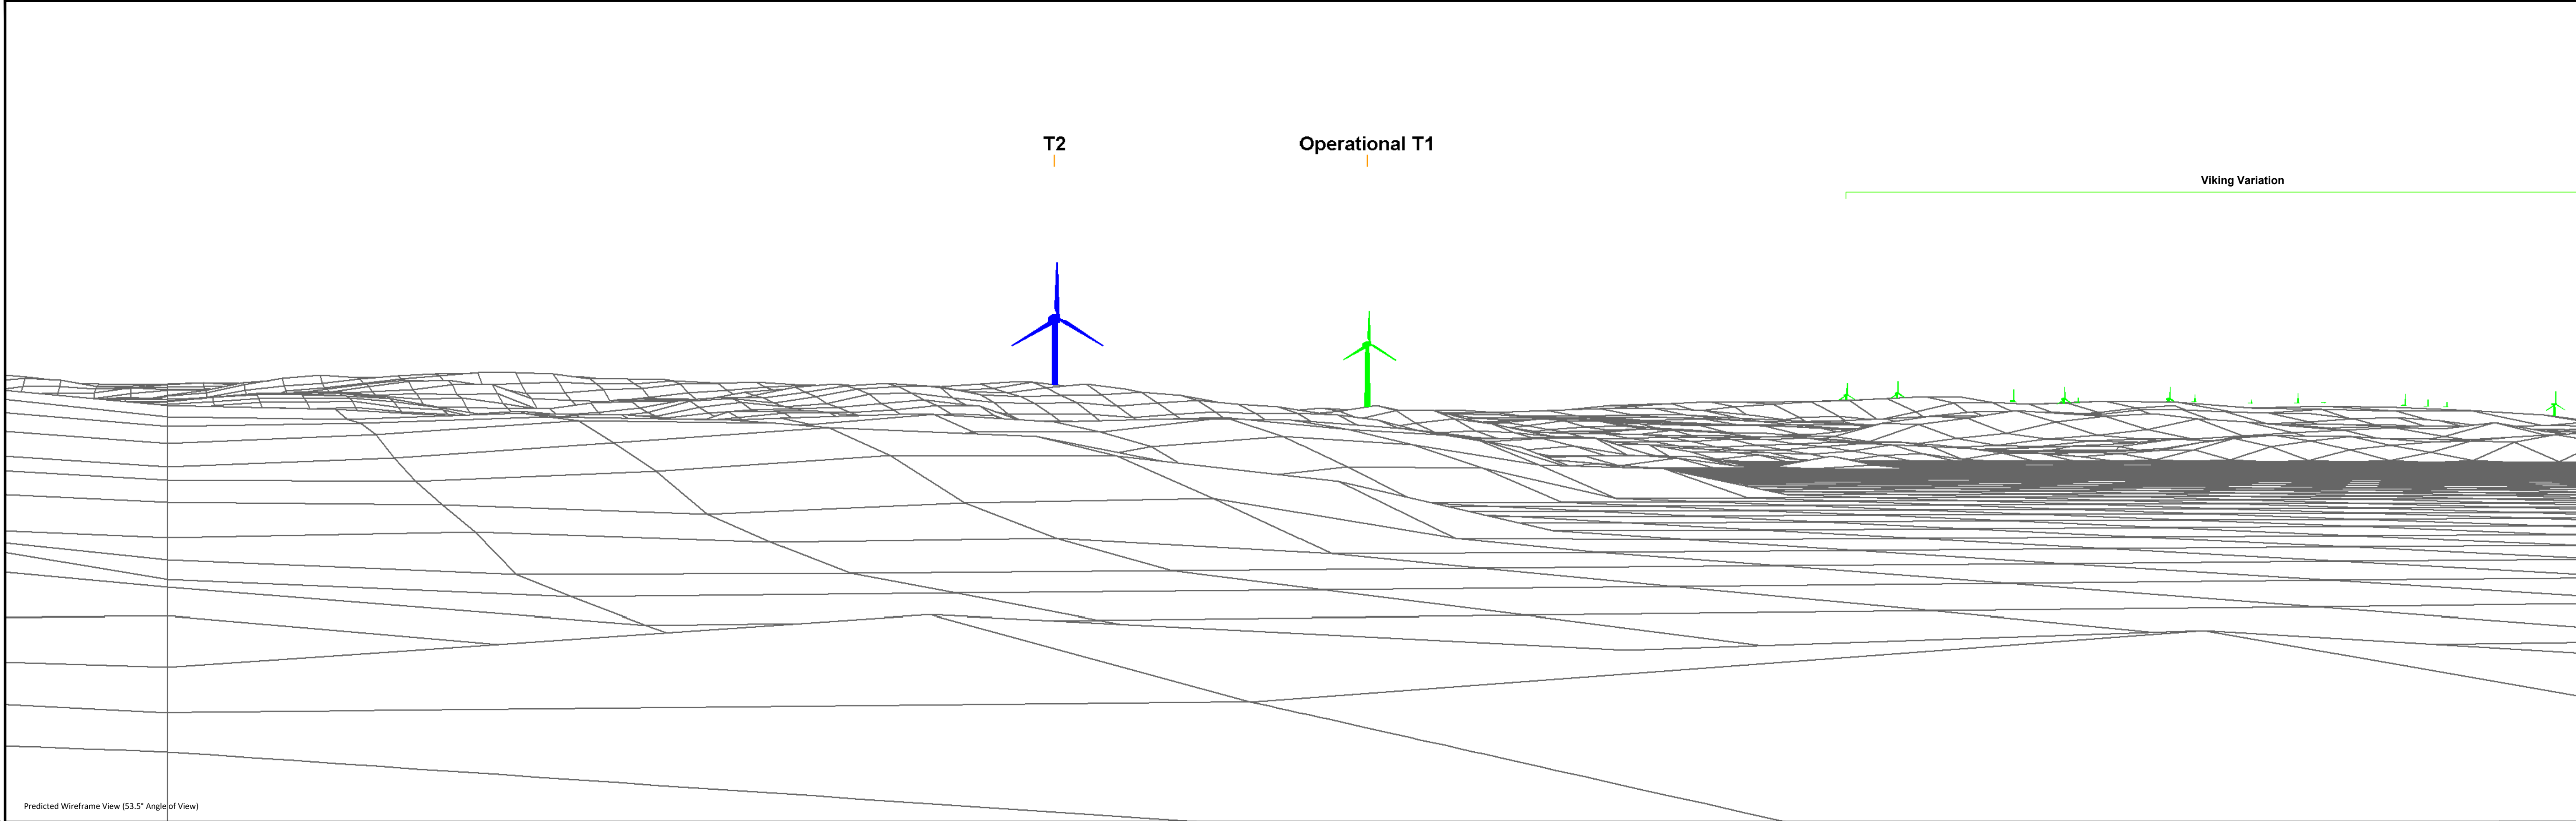 T2
Operational T1
Viking Variation
Predicted Wireframe View (53.5° Angle of View)